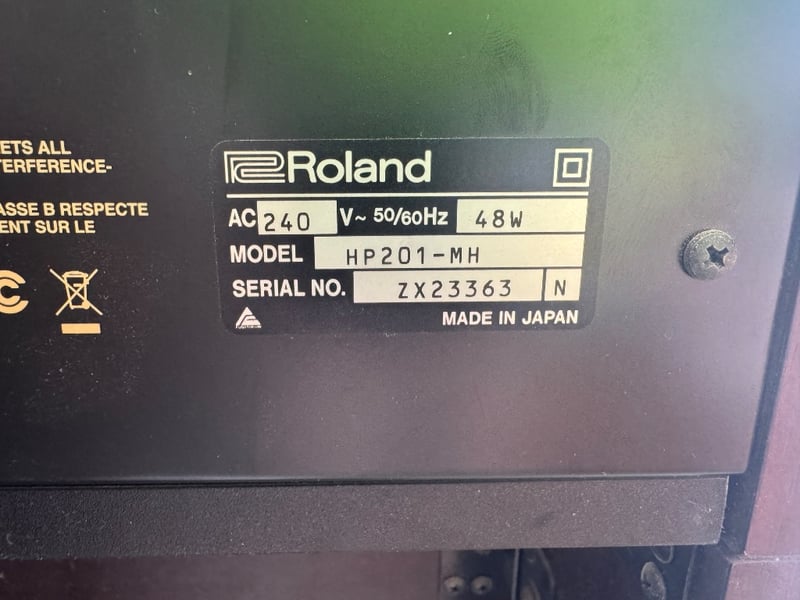 ETS ALL
TERFERENCE-
ASSE B RESPECTE
ENT SUR LE
Roland
AC 240 V~ 50/60Hz 48W
MODEL HP201-MH
SERIAL NO. ZX23363 N
MADE IN JAPAN